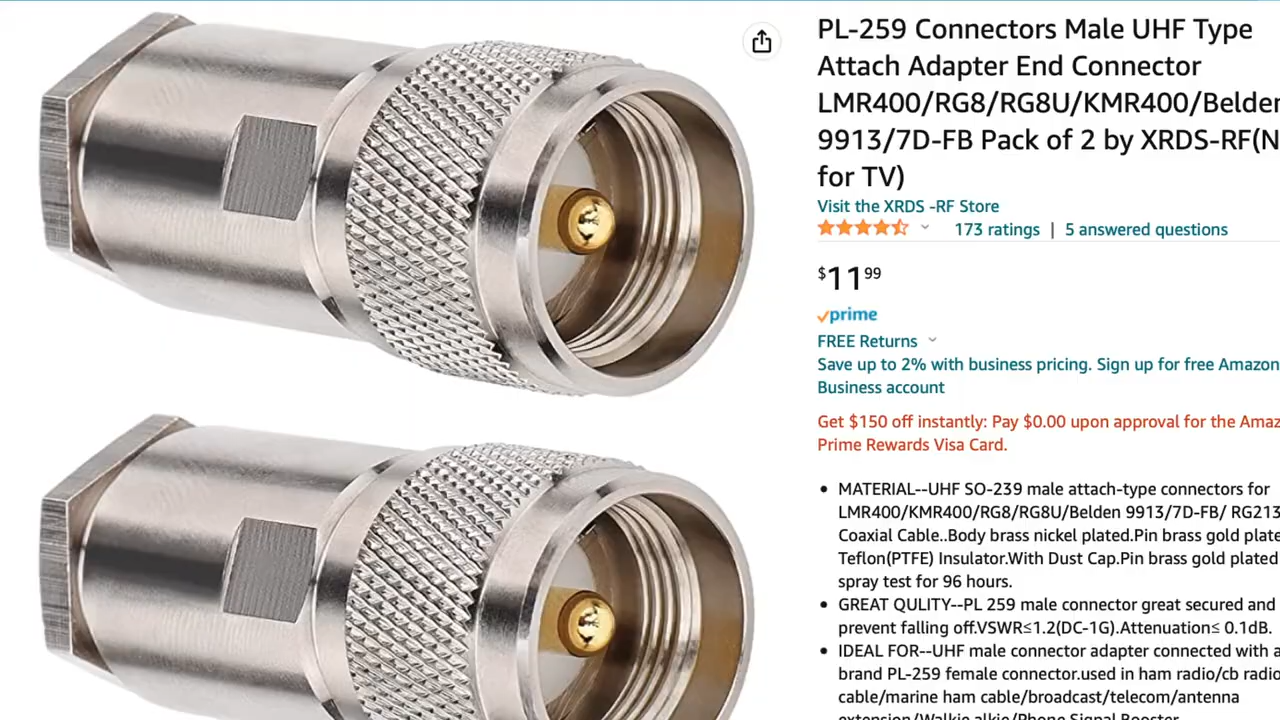 PL-259 Connectors Male UHF Type
Attach Adapter End Connector
LMR400/RG8/RG8U/KMR400/Belden
9913/7D-FB Pack of 2 by XRDS-RF(N
for TV)
Visit the XRDS -RF Store
173 ratings | 5 answered questions
$1199
prime
FREE Returns
Save up to 2% with business pricing. Sign up for free Amazon
Business account
Get $150 off instantly: Pay $0.00 upon approval for the Amaz
Prime Rewards Visa Card.
• MATERIAL--UHF SO-239 male attach-type connectors for
LMR400/KMR400/RG8/RG8U/Belden 9913/7D-FB/ RG213
Coaxial Cable..Body brass nickel plated.Pin brass gold plate
Teflon(PTFE) Insulator.With Dust Cap.Pin brass gold plated
spray test for 96 hours.
• GREAT QULITY--PL 259 male connector great secured and
prevent falling off.VSWR≤1.2(DC-1G).Attenuation≤ 0.1dB.
• IDEAL FOR--UHF male connector adapter connected with a
brand PL-259 female connector.used in ham radio/cb radio
cable/marine ham cable/broadcast/telecom/antenna
extension/Walkie alkie/Phone Signal Booster